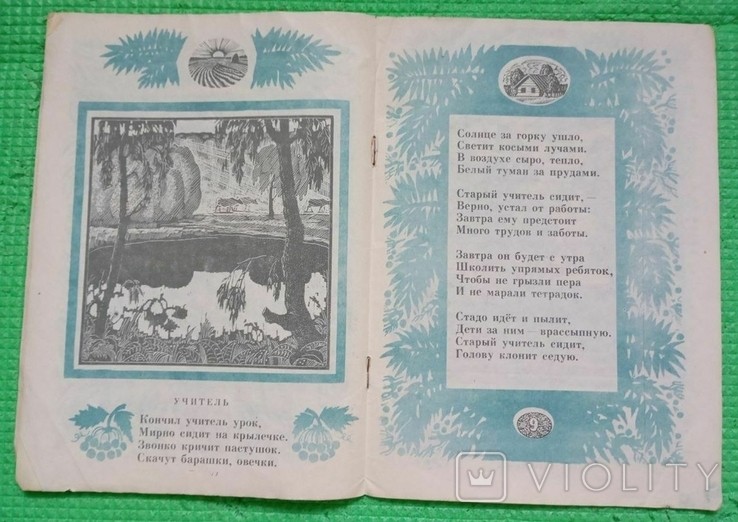 УЧИТЕЛЬ
Кончил учитель урок,
Мирно сидит на крылечке.
Звонко кричит пастушок.
Скачут барашки, овечки.
Солнце за горку ушло,
Светит косыми лучами.
В воздухе сыро, тепло,
Белый туман за прудами.
Старый учитель сидит, —
Верно, устал от работы:
Завтра ему предстоит
Много трудов и заботы.
Завтра он будет с утра
Школить упрямых ребяток,
Чтобы не грызли пера
И не марали тетрадок.
Стадо идёт и пылит,
Дети за ним — врассыпную.
Старый учитель сидит,
Голову клонит седую.
9
VIOLITY